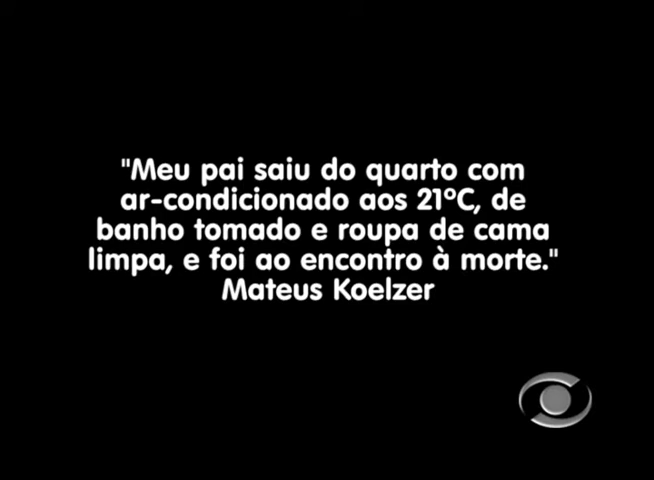 "Meu pai saiu do quarto com
ar-condicionado aos 21ºC, de
banho tomado e roupa de cama
limpa, e foi ao encontro à morte."
Mateus Koelzer